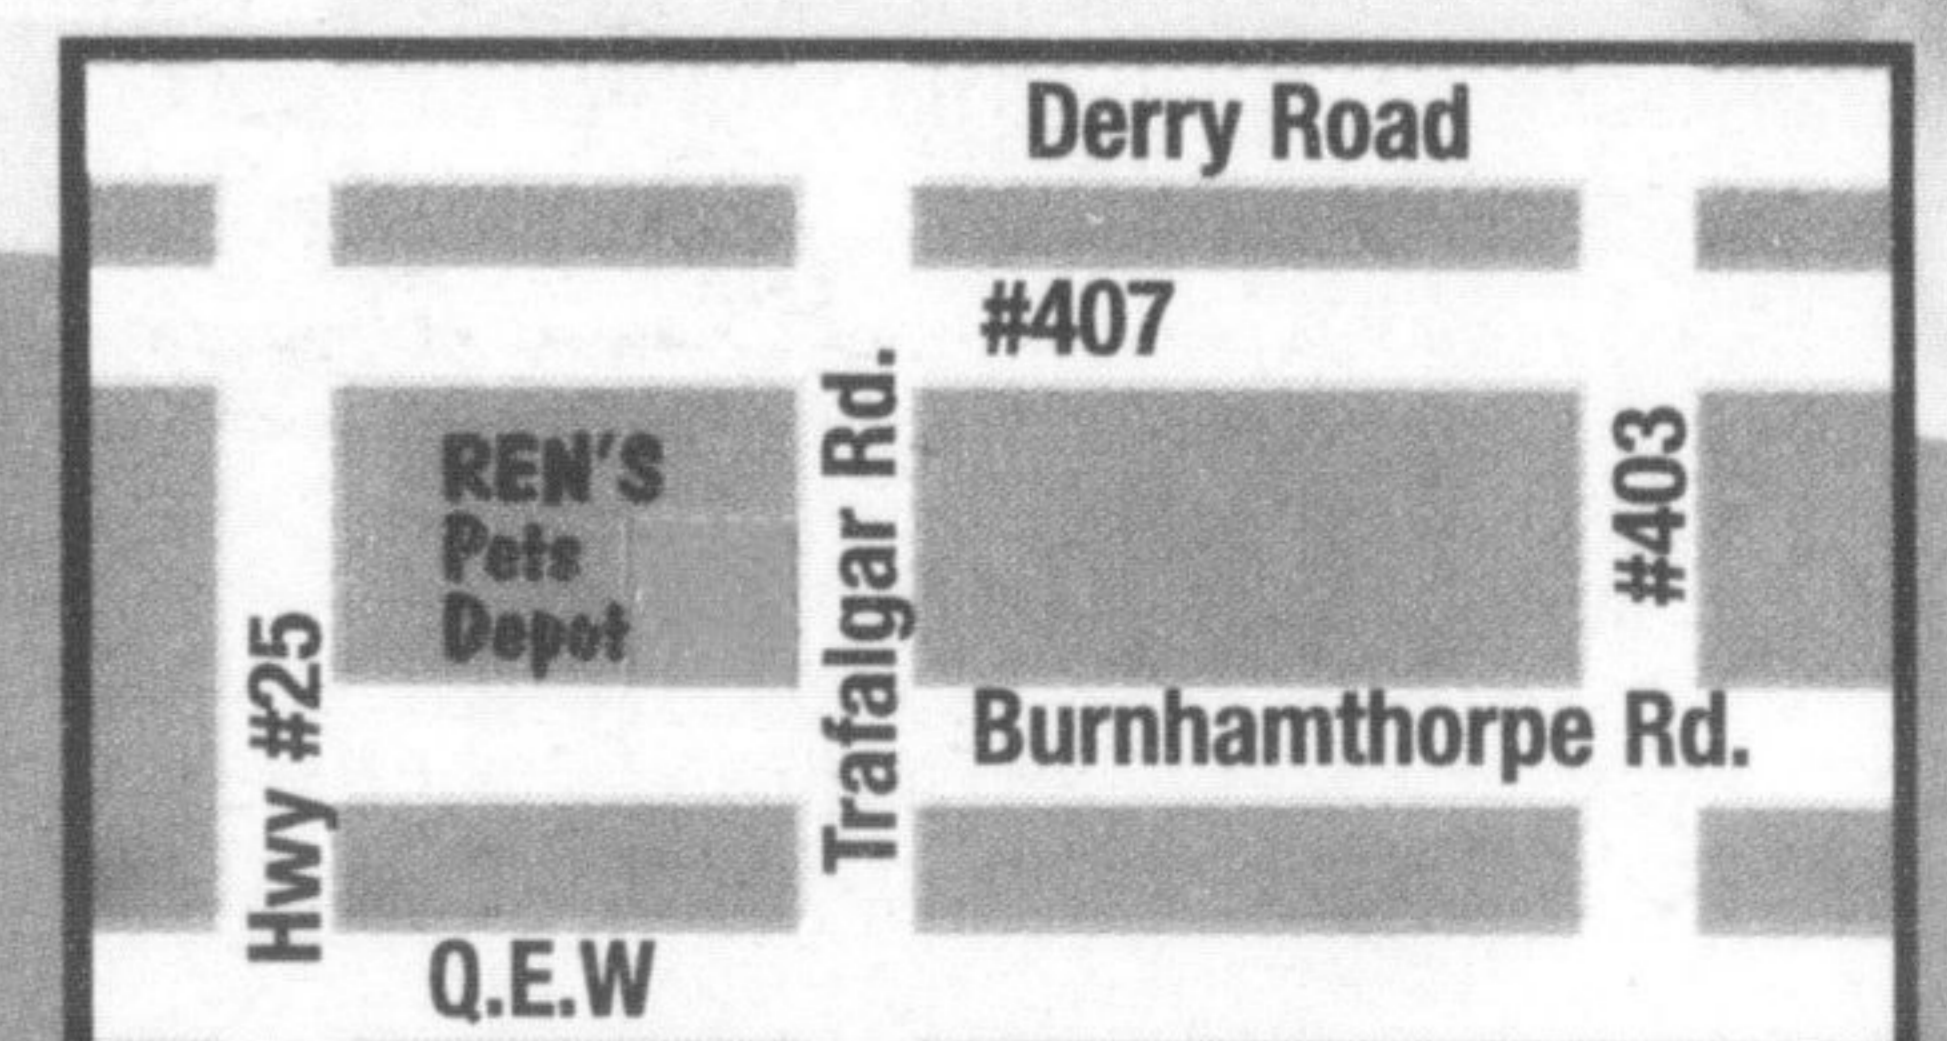 Derry Road
#407
Trafalgar Rd.
#403
REN'S
Pets
Depot
Hwy #25
Burnhamthorpe Rd.
Q.E.W